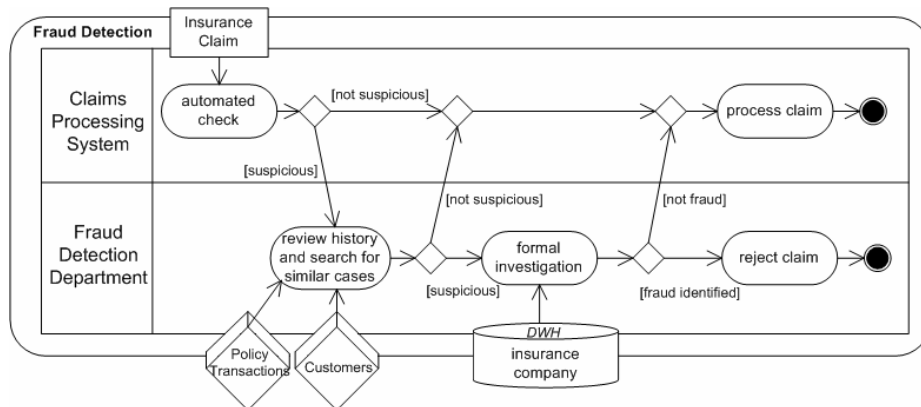 Fraud Detection
Insurance
Claim
Claims
Processing
System
automated
check
[not suspicious]
process claim
[suspicious]
Fraud
Detection
Department
review history
and search for
similar cases
[not suspicious]
[suspicious]
formal
investigation
[not fraud]
[fraud identified]
reject claim
Policy
Transactions
Customers
DWH
insurance
company